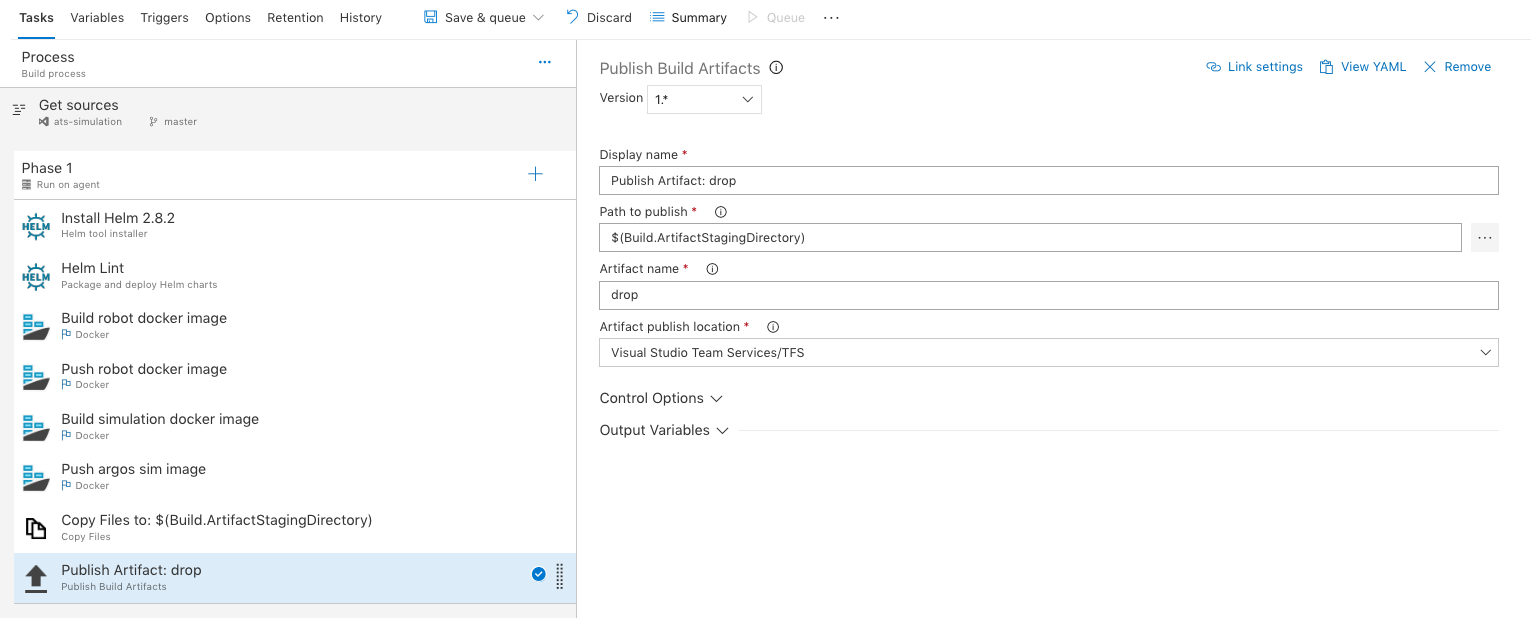 Tasks Variables Triggers Options Retention History Save & queue Discard Summary Queue ...
Process ...
Build process
Get sources
ats-simulation master
Phase 1
Run on agent
HELM Install Helm 2.8.2
Helm tool installer
HELM Helm Lint
Package and deploy Helm charts
Build robot docker image
Docker
Push robot docker image
Docker
Build simulation docker image
Docker
Push argos sim image
Docker
Copy Files to: $(Build.ArtifactStagingDirectory)
Copy Files
Publish Artifact: drop
Publish Build Artifacts
Publish Build Artifacts Link settings View YAML Remove
Version 1.*
Display name *
Publish Artifact: drop
Path to publish *
$(Build.ArtifactStagingDirectory) ...
Artifact name *
drop
Artifact publish location *
Visual Studio Team Services/TFS
Control Options
Output Variables